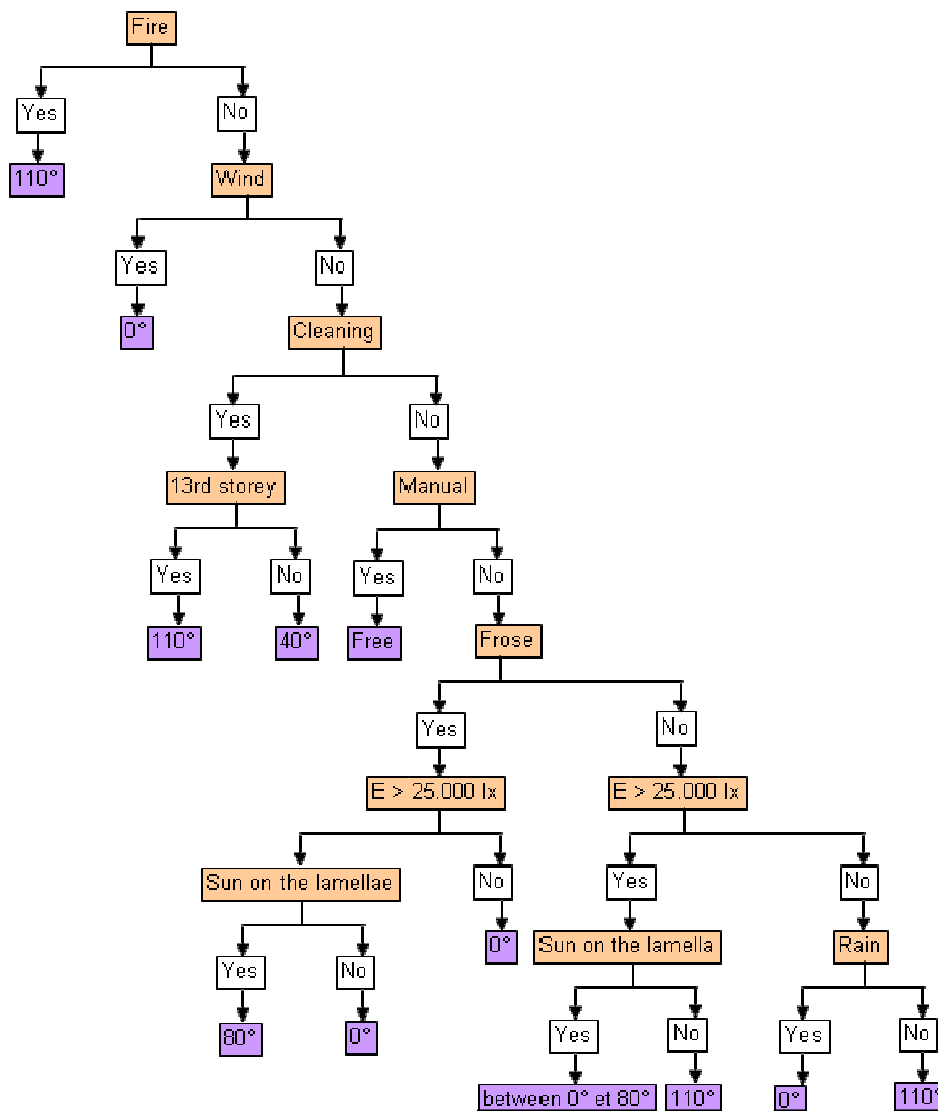 Fire
Yes No
110° Wind
Yes No
0° Cleaning
Yes No
13rd storey Manual
Yes No Yes No
110° 40° Free Frose
Yes No
E > 25.000 lx E > 25.000 lx
Sun on the lamellae No Yes No
0° Sun on the lamella Rain
Yes No
Yes No Yes No
80° 0°
between 0° et 80° 110° 0° 110°